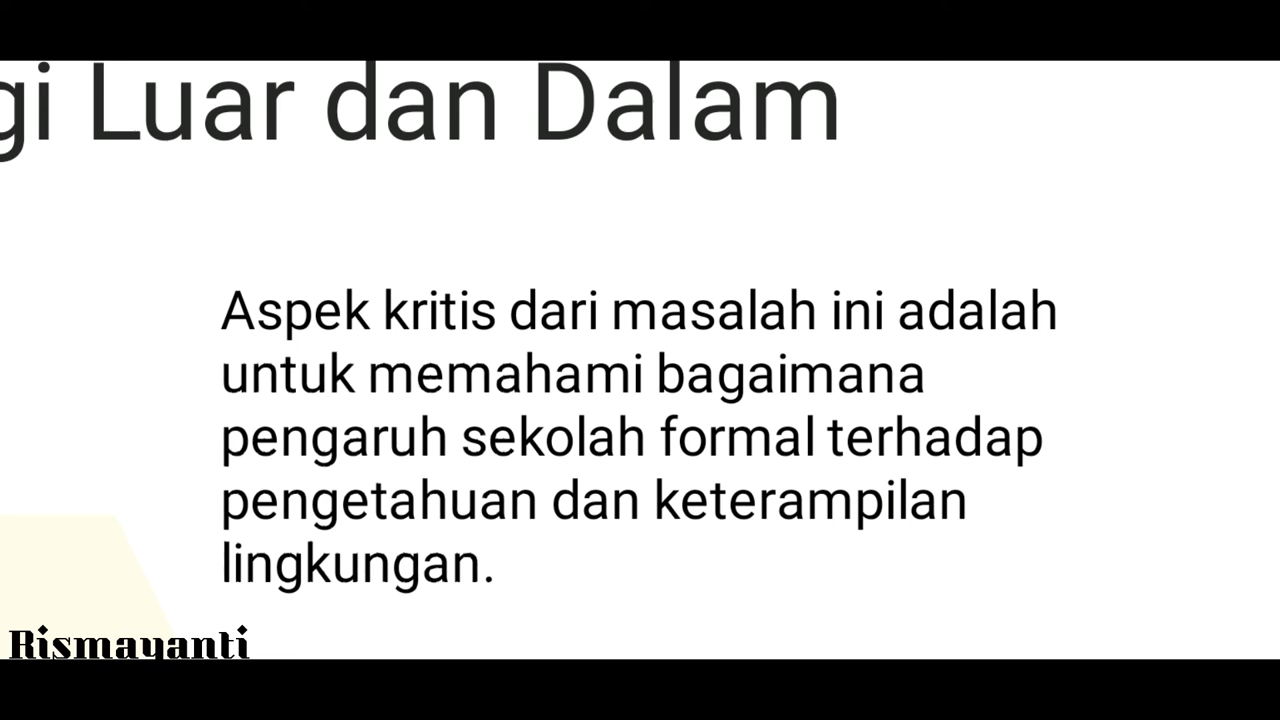 gi Luar dan Dalam
Aspek kritis dari masalah ini adalah
untuk memahami bagaimana
pengaruh sekolah formal terhadap
pengetahuan dan keterampilan
lingkungan.
Rismayanti